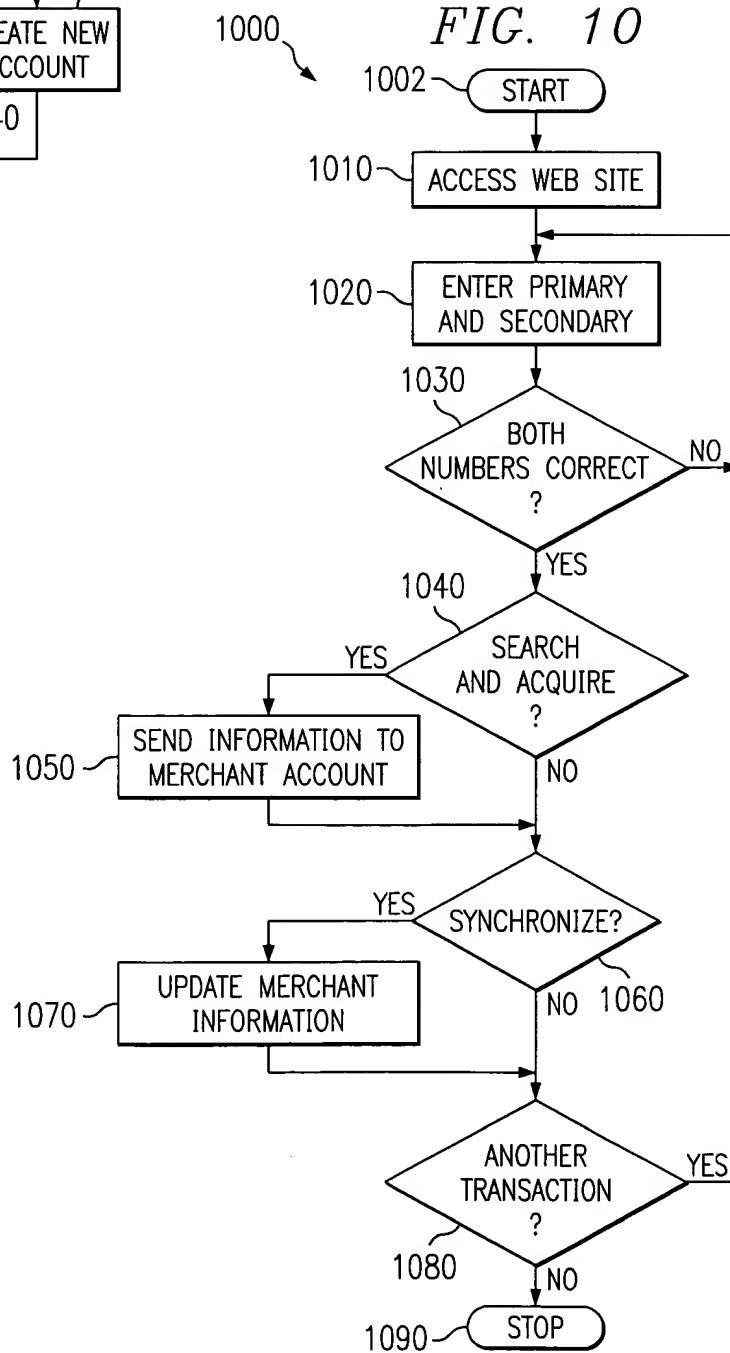 EATE NEW
CCOUNT
1000
FIG. 10
1002
START
1010
ACCESS WEB SITE
1020
ENTER PRIMARY
AND SECONDARY
1030
BOTH
NUMBERS CORRECT
?
NO
YES
1040
SEARCH
AND ACQUIRE
?
YES
NO
1050
SEND INFORMATION TO
MERCHANT ACCOUNT
YES
SYNCHRONIZE?
1060
NO
1070
UPDATE MERCHANT
INFORMATION
ANOTHER
TRANSACTION
?
YES
1080
NO
1090
STOP